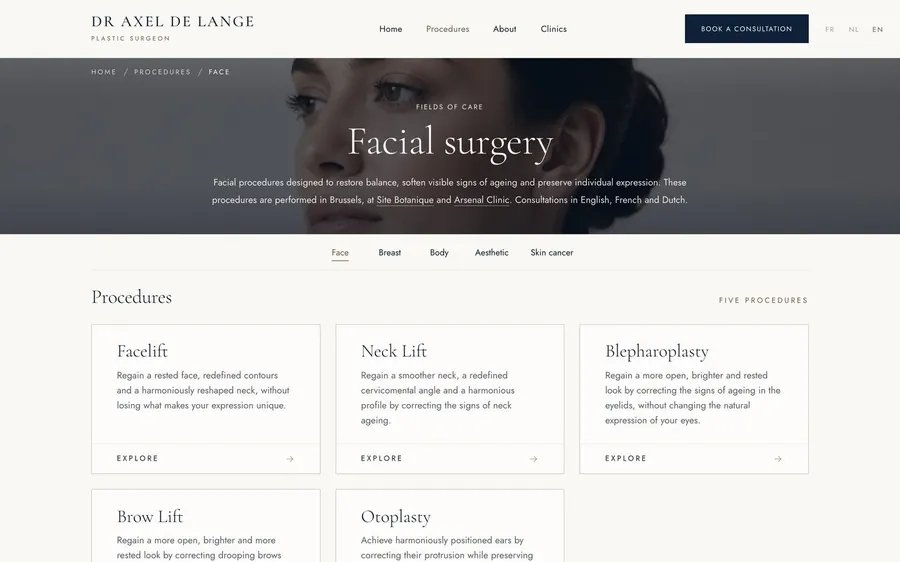 DR AXEL DE LANGE
PLASTIC SURGEON
Home
Procedures
About
Clinics
BOOK A CONSULTATION
FR
NL
EN
HOME / PROCEDURES / FACE
FIELDS OF CARE
Facial surgery
Facial procedures designed to restore balance, soften visible signs of ageing and preserve individual expression. These
procedures are performed in Brussels, at Site Botanique and Arsenal Clinic. Consultations in English, French and Dutch.
Face
Breast
Body
Aesthetic
Skin cancer
Procedures
FIVE PROCEDURES
Facelift
Regain a rested face, redefined contours
and a harmoniously reshaped neck, without
losing what makes your expression unique.
EXPLORE →
Neck Lift
Regain a smoother neck, a redefined
cervicomental angle and a harmonious
profile by correcting the signs of neck
ageing.
EXPLORE →
Blepharoplasty
Regain a more open, brighter and rested
look by correcting the signs of ageing in the
eyelids, without changing the natural
expression of your eyes.
EXPLORE →
Brow Lift
Regain a more open, brighter and more
rested look by correcting drooping brows
Otoplasty
Achieve harmoniously positioned ears by
correcting their protrusion while preserving